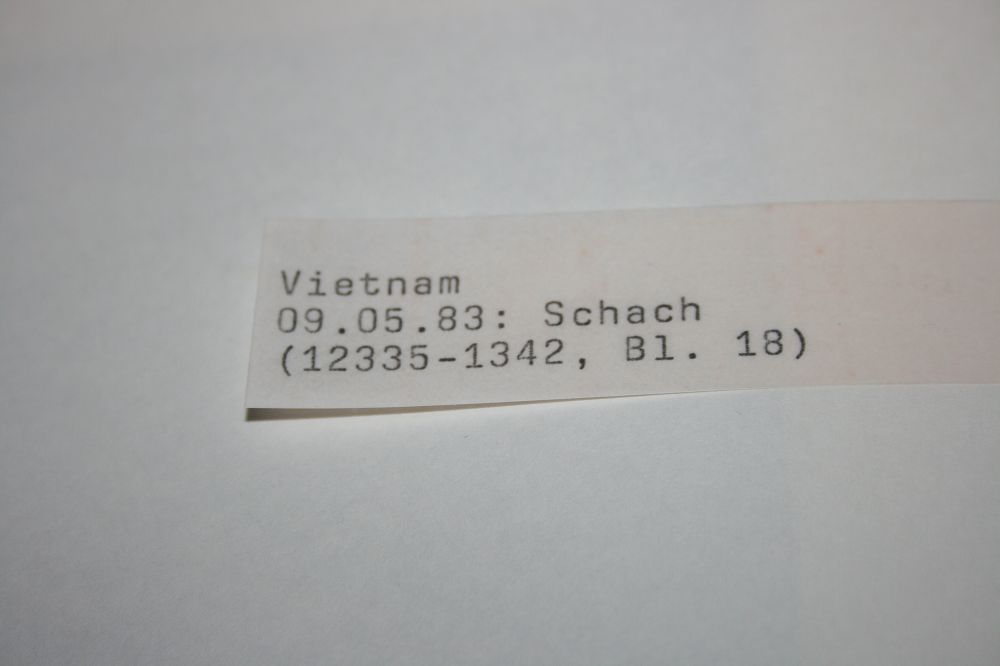 Vietnam
09.05.83: Schach
(12335-1342, Bl. 18)